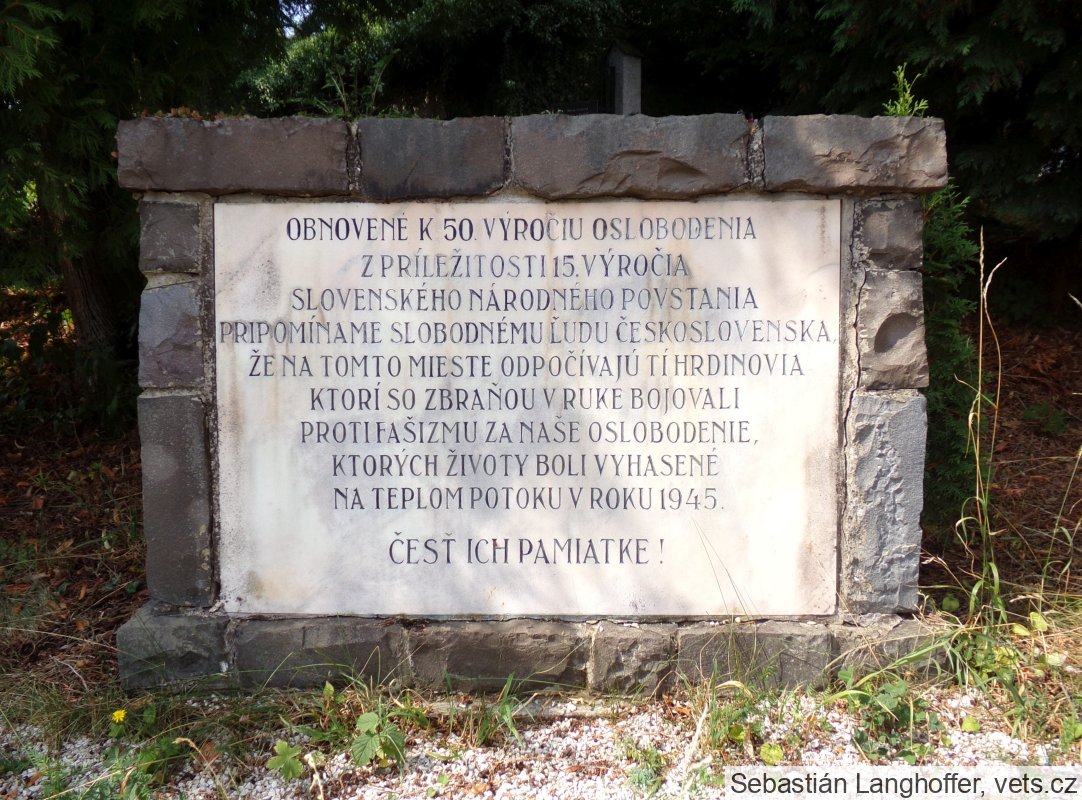 OBNOVENÉ K 50. VÝROČIU OSLOBODENIA
Z PRÍLEŽITOSTI 15. VÝROČIA
SLOVENSKÉHO NÁRODNÉHO POVSTANIA
PRIPOMÍNAME SLOBODNÉMU ĽUDU ČESKOSLOVENSKA,
ŽE NA TOMTO MIESTE ODPOČÍVAJÚ TÍ HRDINOVIA
KTORÍ SO ZBRAŇOU V RUKE BOJOVALI
PROTI FAŠIZMU ZA NAŠE OSLOBODENIE,
KTORÝCH ŽIVOTY BOLI VYHASENÉ
NA TEPLOM POTOKU V ROKU 1945.
ČESŤ ICH PAMIATKE !
Sebastián Langhoffer, vets.cz